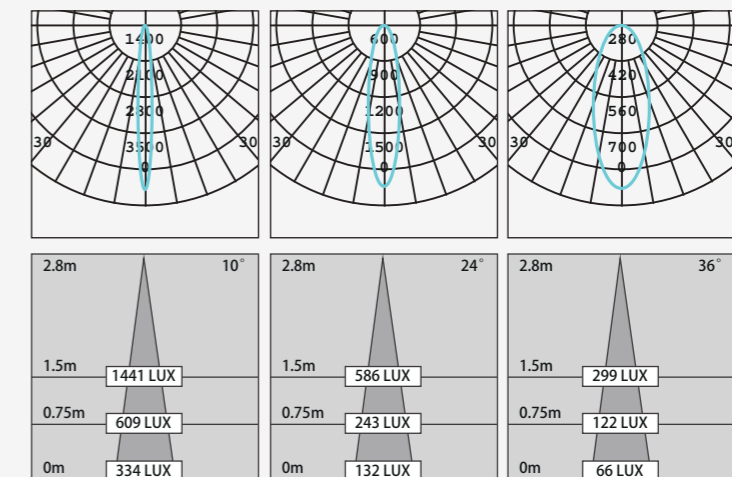 1400
2100
2800
30 3500 30
0
600
900
1200
30 1500 30
0
280
420
560
30 700 30
0
2.8m 10°
1.5m
1441 LUX
0.75m
609 LUX
0m
334 LUX
2.8m 24°
1.5m
586 LUX
0.75m
243 LUX
0m
132 LUX
2.8m 36°
1.5m
299 LUX
0.75m
122 LUX
0m
66 LUX